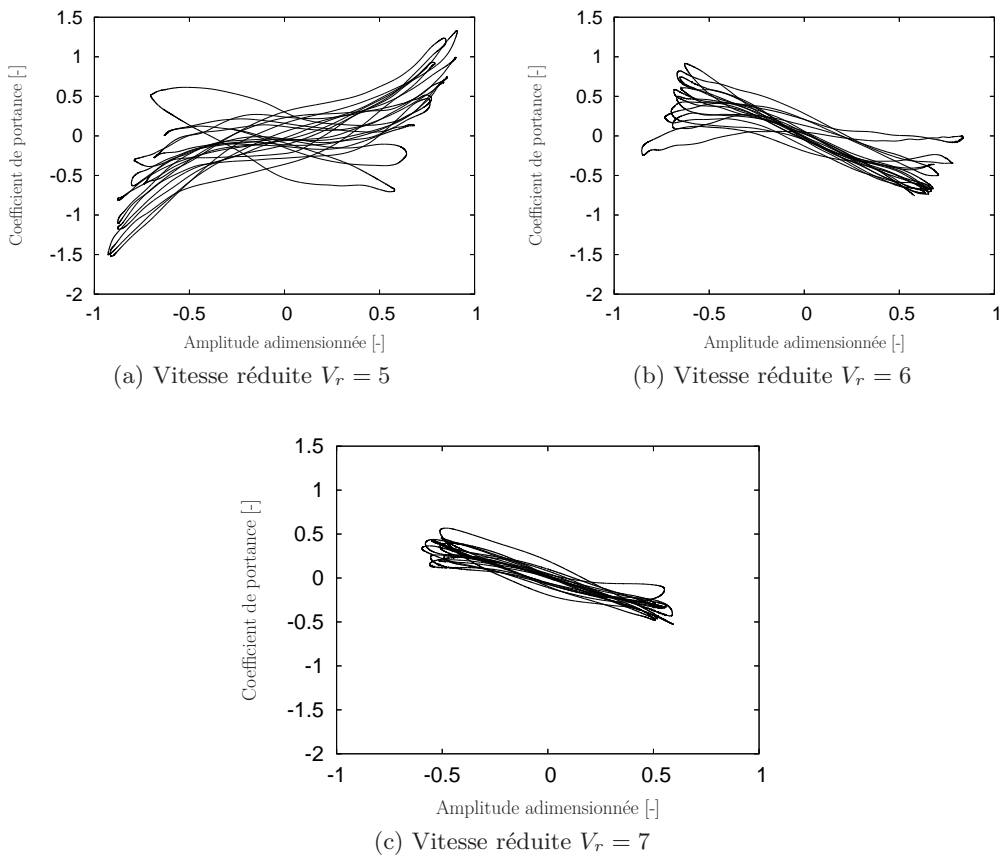 1.5
1
0.5
0
-0.5
-1
-1.5
-2
Coefficient de portance [-]
-1 -0.5 0 0.5 1
Amplitude adimensionnée [-]
(a) Vitesse réduite V_r = 5
1.5
1
0.5
0
-0.5
-1
-1.5
-2
Coefficient de portance [-]
-1 -0.5 0 0.5 1
Amplitude adimensionnée [-]
(b) Vitesse réduite V_r = 6
1.5
1
0.5
0
-0.5
-1
-1.5
-2
Coefficient de portance [-]
-1 -0.5 0 0.5 1
Amplitude adimensionnée [-]
(c) Vitesse réduite V_r = 7